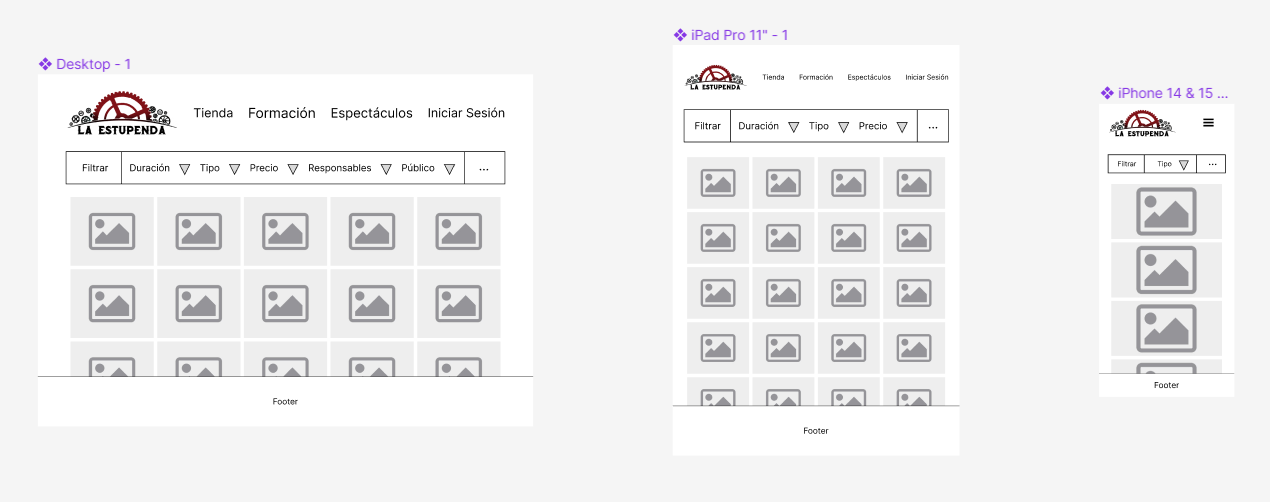 Desktop - 1
LA ESTUPENDA
Tienda Formación Espectáculos Iniciar Sesión
Filtrar Duración Tipo Precio Responsables Público ...
Footer
iPad Pro 11" - 1
LA ESTUPENDA
Tienda Formación Espectáculos Iniciar Sesión
Filtrar Duración Tipo Precio ...
Footer
iPhone 14 & 15 ...
LA ESTUPENDA
Filtrar Tipo ...
Footer